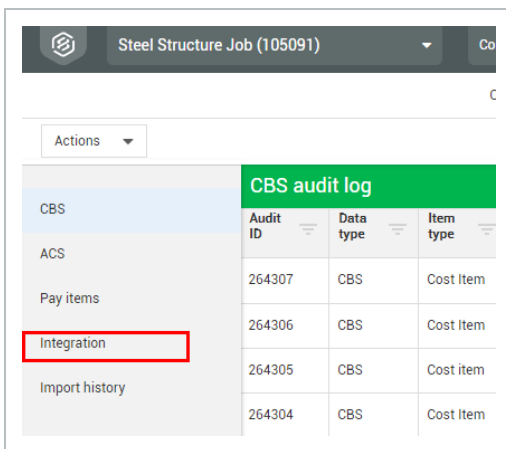 Steel Structure Job (105091)
Co
Actions
CBS
ACS
Pay items
Integration
Import history
CBS audit log
Audit ID Data type Item type
264307 CBS Cost Item
264306 CBS Cost Item
264305 CBS Cost item
264304 CBS Cost Item